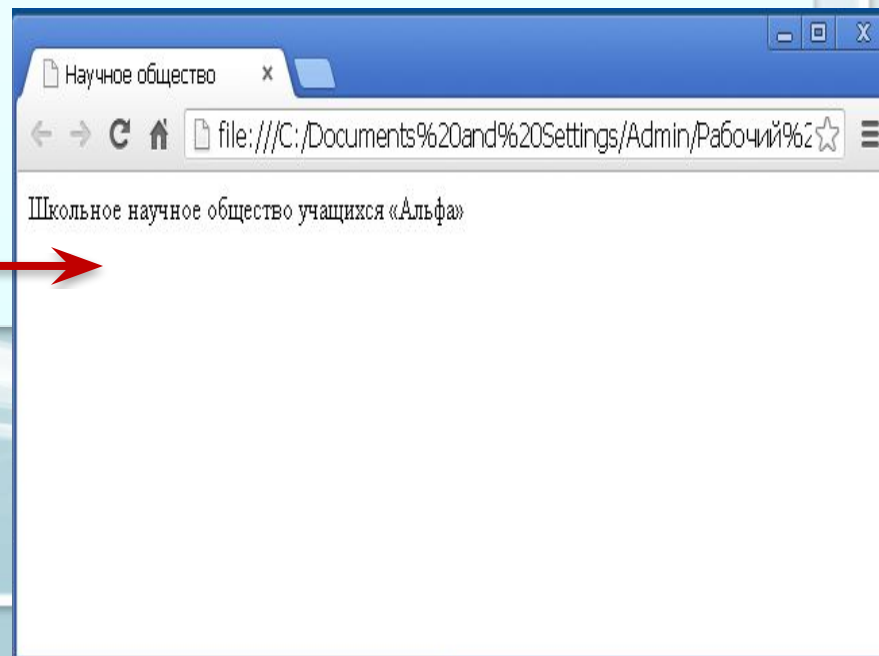 Научное общество
file:///C:/Documents%20and%20Settings/Admin/Рабочий%2
Школьное научное общество учащихся «Альфа»